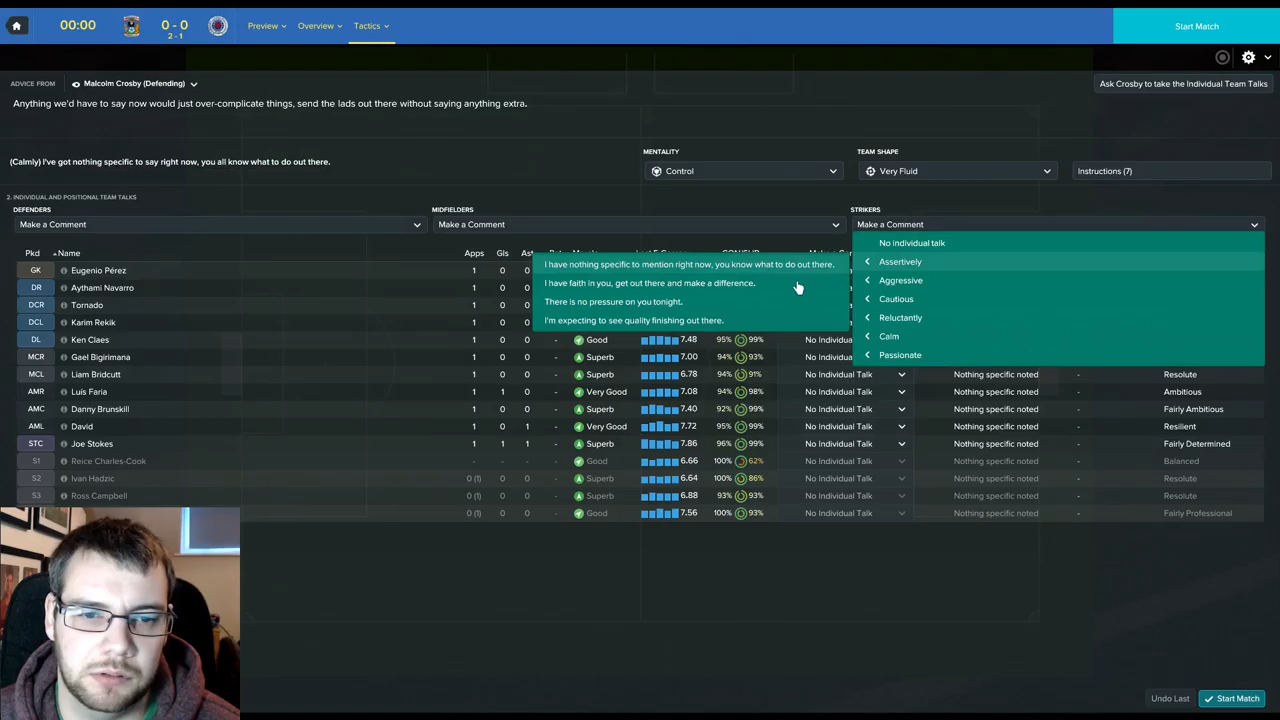 00:00 0 - 0 Preview Overview Tactics Start Match
2 - 1
ADVICE FROM Malcolm Crosby (Defending) Ask Crosby to take the Individual Team Talks
Anything we'd have to say now would just over-complicate things, send the lads out there without saying anything extra.
MENTALITY TEAM SHAPE
(Calmly) I've got nothing specific to say right now, you all know what to do out there.
Control Very Fluid Instructions (7)
2. INDIVIDUAL AND POSITIONAL TEAM TALKS
DEFENDERS MIDFIELDERS STRIKERS
Make a Comment Make a Comment Make a Comment
No individual talk
Assertively
Aggressive
Cautious
Reluctantly
Calm
Passionate
I have nothing specific to mention right now, you know what to do out there.
I have faith in you, get out there and make a difference.
There is no pressure on you tonight.
I'm expecting to see quality finishing out there.
Pkd Name Apps Gls
GK Eugenio Pérez 1 0
DR Aythami Navarro 1 0
DCR Tornado 1 0
DCL Karim Rekik 1 0
DL Ken Claes 1 0 0 - Good 7.48 95% 99% No Individual Talk
MCR Gael Bigirimana 1 0 0 - Superb 7.00 94% 93% No Individual Talk
MCL Liam Bridcutt 1 0 0 - Superb 6.78 94% 91% No Individual Talk Nothing specific noted - Resolute
AMR Luís Faria 1 1 0 - Very Good 7.08 94% 98% No Individual Talk Nothing specific noted - Ambitious
AMC Danny Brunskill 1 0 0 - Superb 7.40 92% 99% No Individual Talk Nothing specific noted - Fairly Ambitious
AML David 1 0 1 - Very Good 7.72 95% 99% No Individual Talk Nothing specific noted - Resilient
STC Joe Stokes 1 1 1 - Superb 7.86 96% 99% No Individual Talk Nothing specific noted - Fairly Determined
S1 Reice Charles-Cook - - - - Good 6.66 100% 62% No Individual Talk Nothing specific noted - Balanced
S2 Ivan Hadzic 0 (1) 0 0 - Superb 6.64 100% 86% No Individual Talk Nothing specific noted - Resolute
S3 Ross Campbell 0 (1) 0 0 - Superb 6.88 93% 93% No Individual Talk Nothing specific noted - Resolute
0 (1) 0 0 - Good 7.56 100% 93% No Individual Talk Nothing specific noted - Fairly Professional
Undo Last Start Match